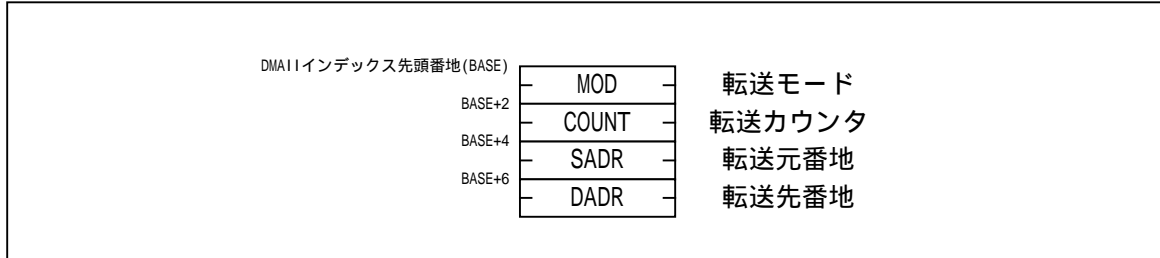 DMAIIインデックス先頭番地(BASE)
MOD 転送モード
BASE+2
COUNT 転送カウンタ
BASE+4
SADR 転送元番地
BASE+6
DADR 転送先番地